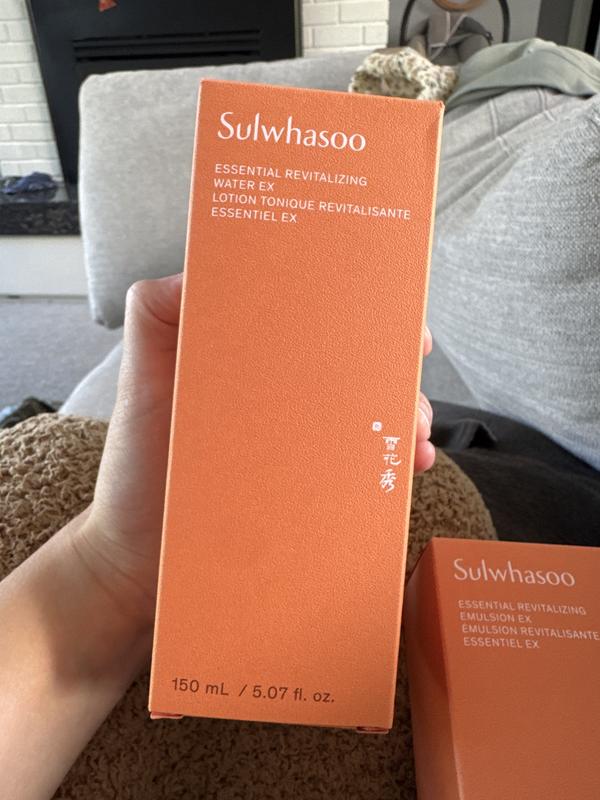 Sulwhasoo
ESSENTIAL REVITALIZING
WATER EX
LOTION TONIQUE REVITALISANTE
ESSENTIEL EX
雪
花
秀
150 mL / 5.07 fl. oz.
Sulwhasoo
ESSENTIAL REVITALIZING
EMULSION EX
ÉMULSION REVITALISANTE
ESSENTIEL EX